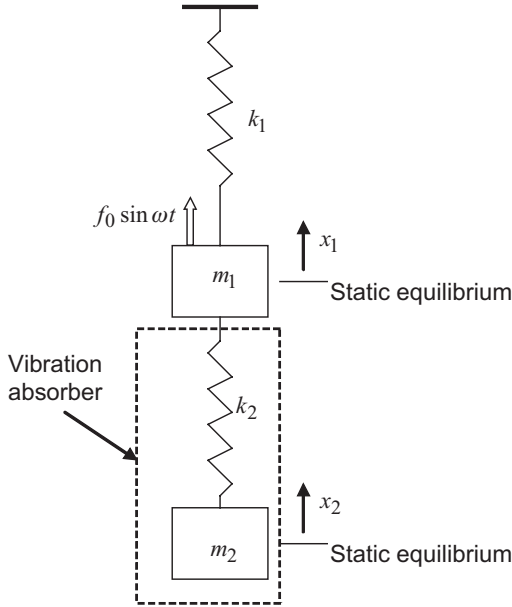 k₁
f₀ sin ωt
x₁
m₁
Static equilibrium
Vibration
absorber
k₂
x₂
m₂
Static equilibrium